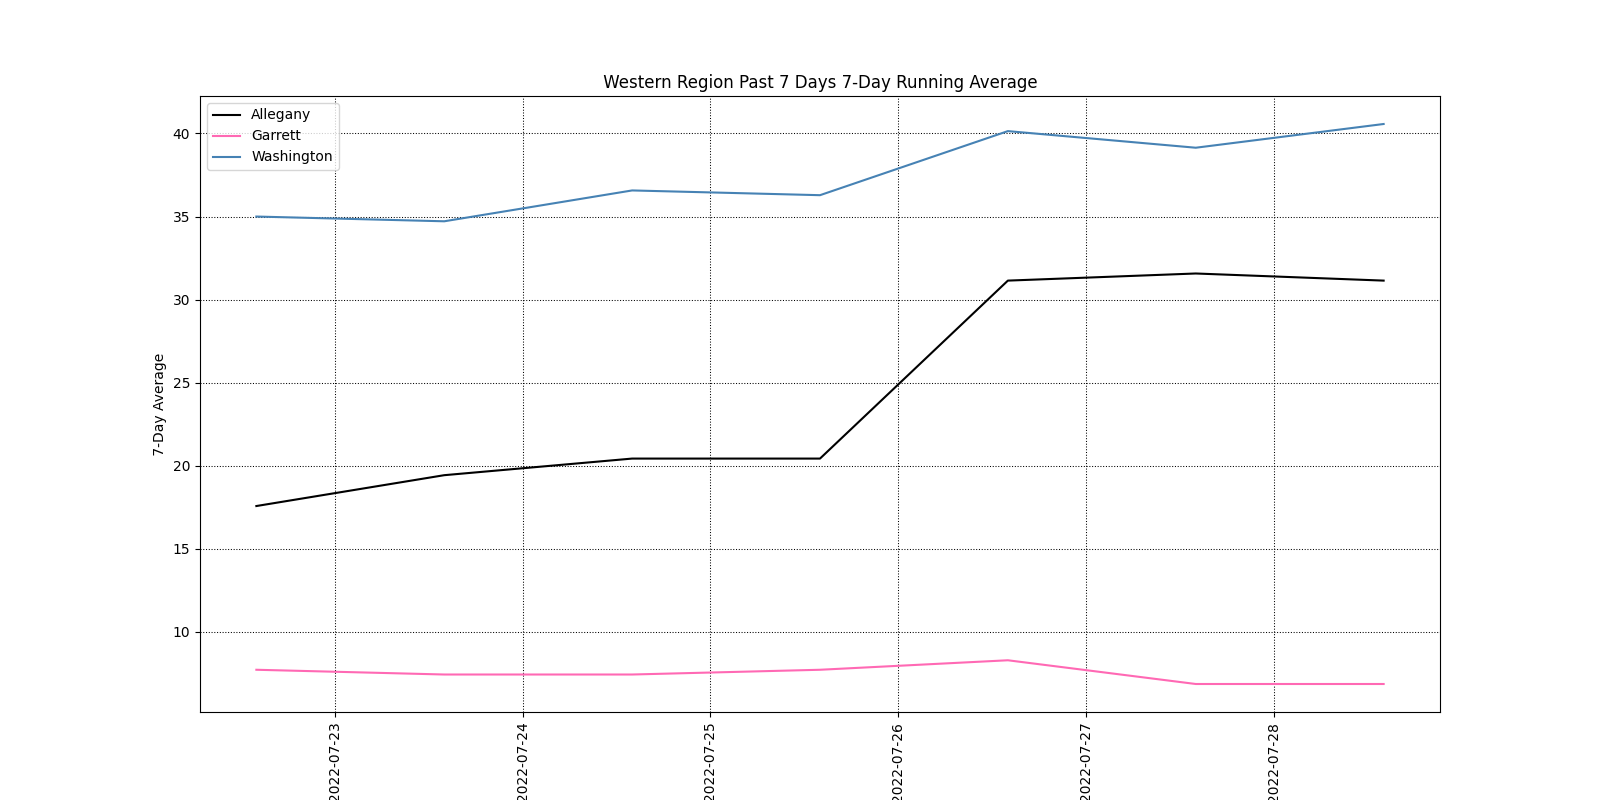 Western Region Past 7 Days 7-Day Running Average
Allegany
Garrett
Washington
40
35
30
25
20
15
10
7-Day Average
2022-07-23
2022-07-24
2022-07-25
2022-07-26
2022-07-27
2022-07-28